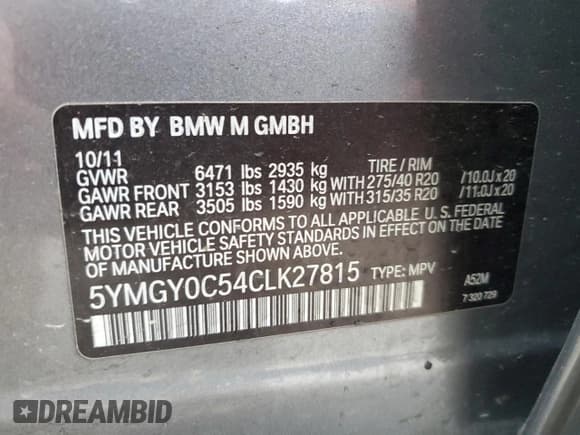 MFD BY BMW M GMBH
10/11
GVWR 6471 lbs 2935 kg TIRE / RIM
GAWR FRONT 3153 lbs 1430 kg WITH 275/40 R20 /10.0J x 20
GAWR REAR 3505 lbs 1590 kg WITH 315/35 R20 /11.0J x 20
THIS VEHICLE CONFORMS TO ALL APPLICABLE U.S. FEDERAL
MOTOR VEHICLE SAFETY STANDARDS IN EFFECT ON THE DATE
OF MANUFACTURE SHOWN ABOVE.
5YMGY0C54CLK27815 TYPE: MPV A52M
7 320 729
DREAMBID